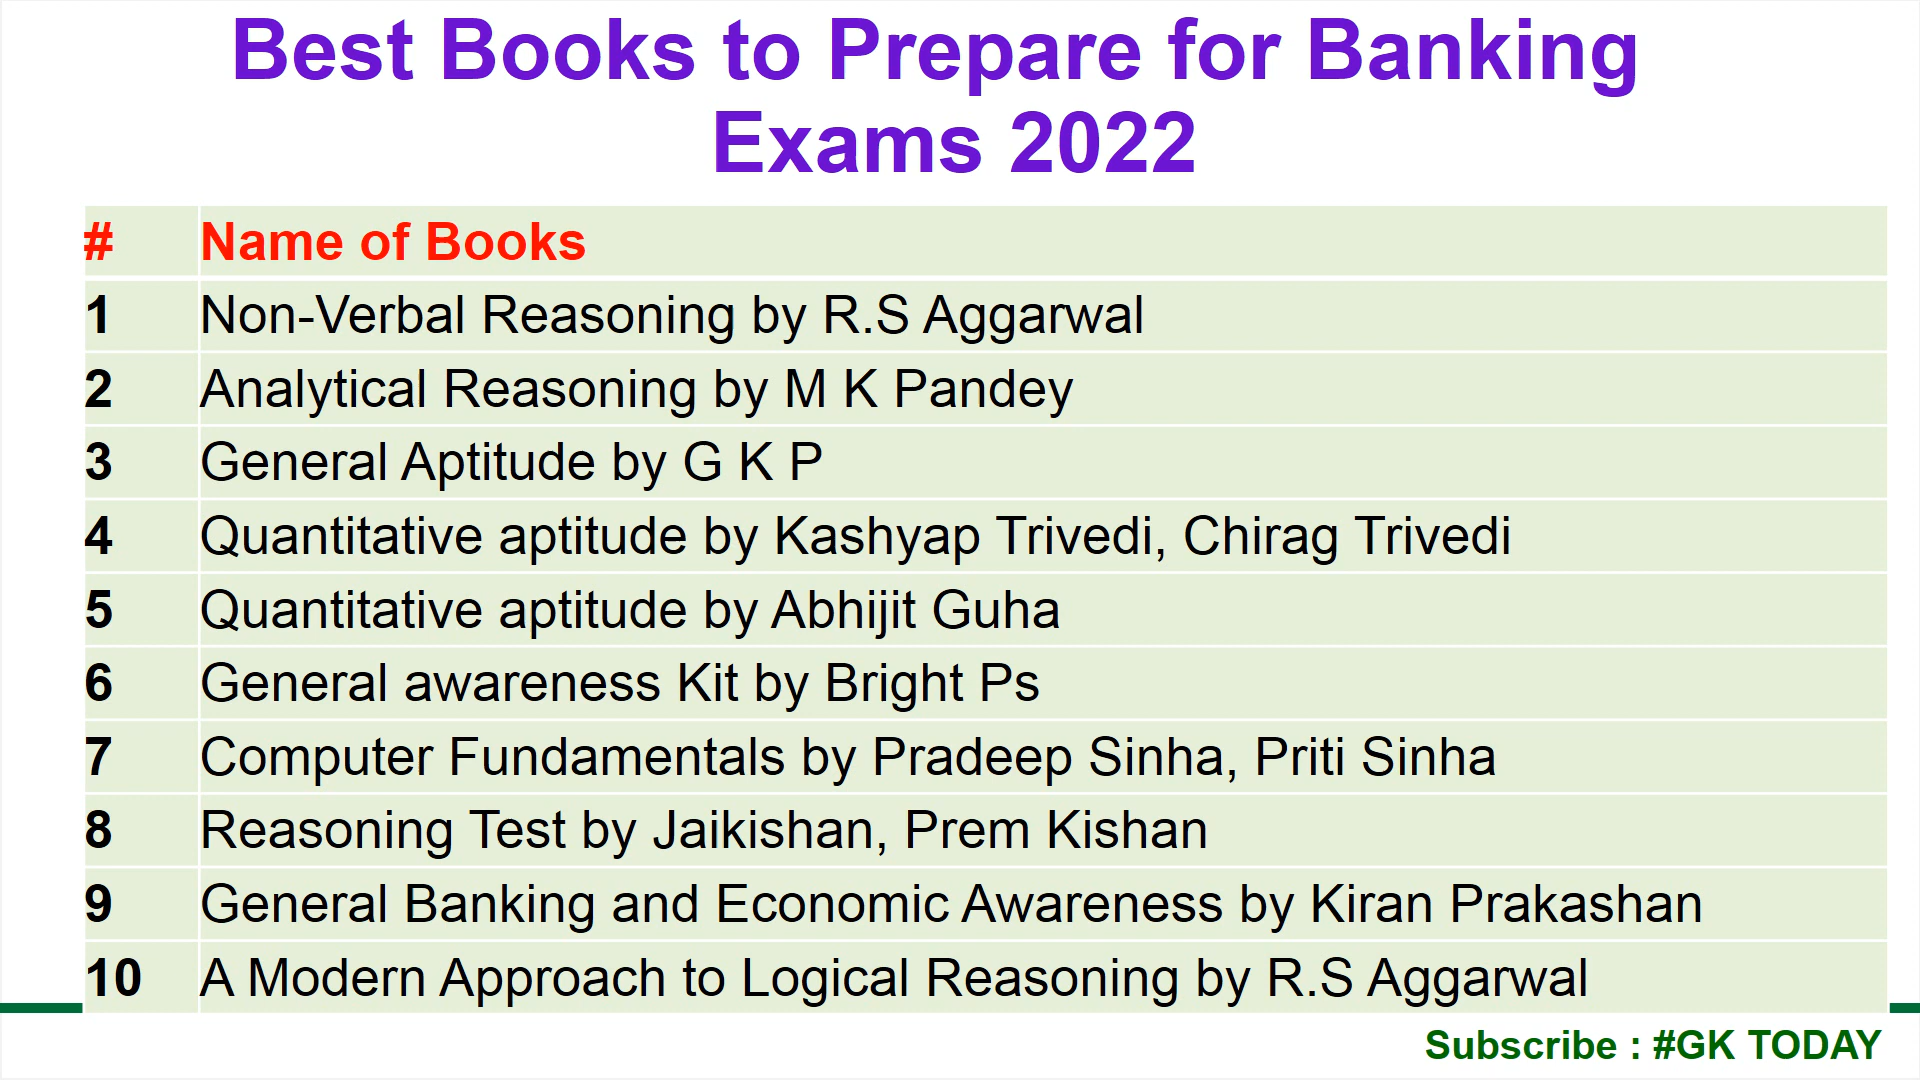 Best Books to Prepare for Banking
Exams 2022
# Name of Books
1 Non-Verbal Reasoning by R.S Aggarwal
2 Analytical Reasoning by M K Pandey
3 General Aptitude by G K P
4 Quantitative aptitude by Kashyap Trivedi, Chirag Trivedi
5 Quantitative aptitude by Abhijit Guha
6 General awareness Kit by Bright Ps
7 Computer Fundamentals by Pradeep Sinha, Priti Sinha
8 Reasoning Test by Jaikishan, Prem Kishan
9 General Banking and Economic Awareness by Kiran Prakashan
10 A Modern Approach to Logical Reasoning by R.S Aggarwal
Subscribe : #GK TODAY